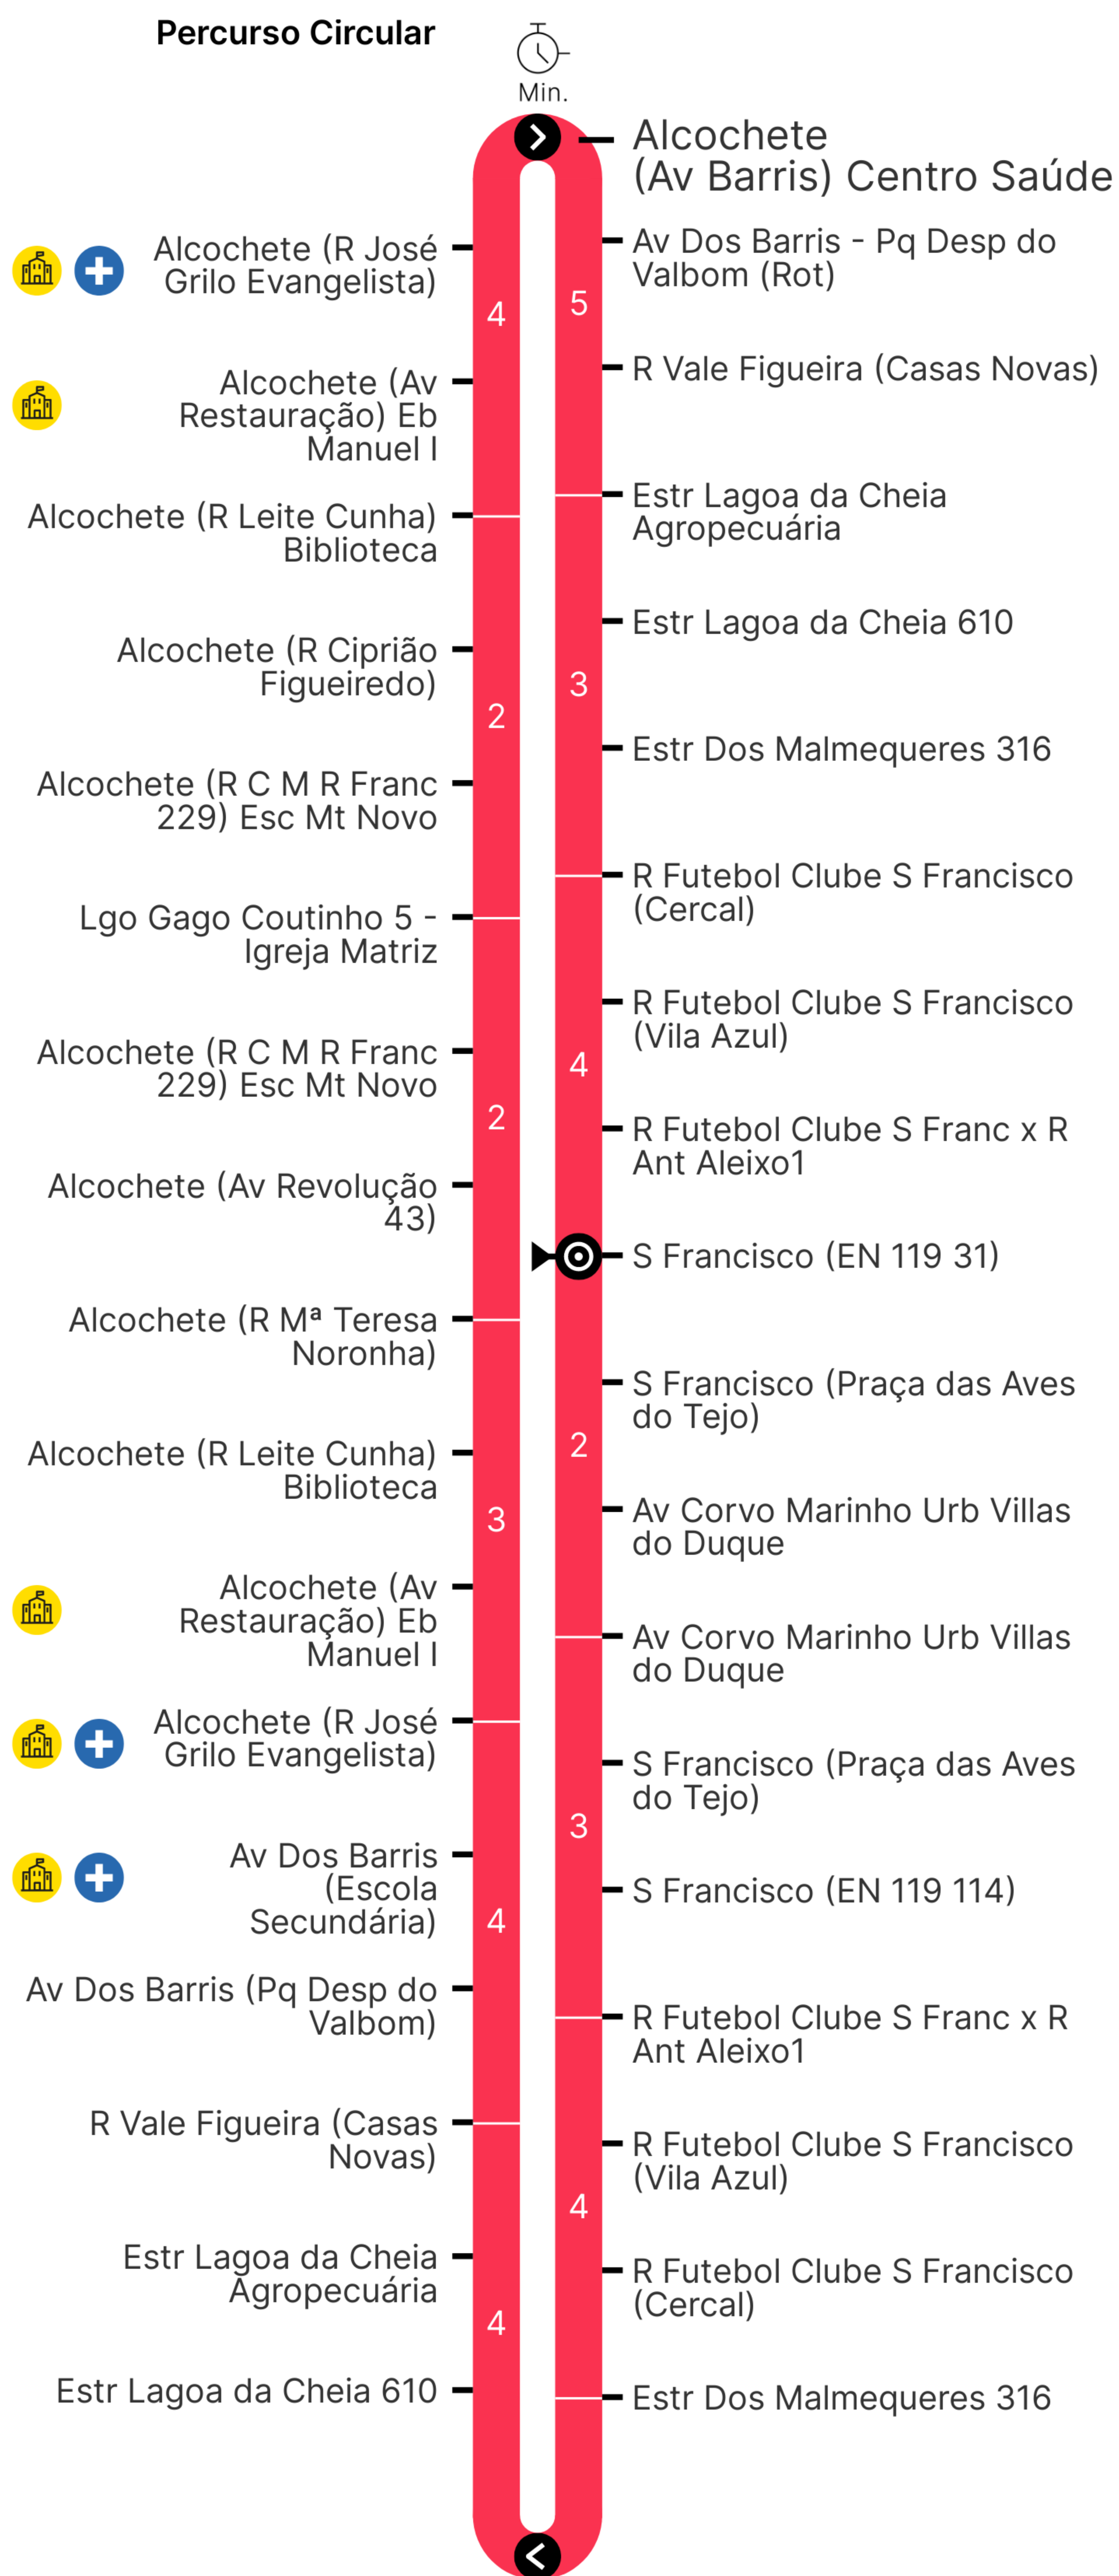 Percurso Circular
Min.
Alcochete
(Av Barris) Centro Saúde
Av Dos Barris - Pq Desp do
Valbom (Rot)
5
R Vale Figueira (Casas Novas)
Estr Lagoa da Cheia
Agropecuária
Estr Lagoa da Cheia 610
3
Estr Dos Malmequeres 316
R Futebol Clube S Francisco
(Cercal)
R Futebol Clube S Francisco
(Vila Azul)
4
R Futebol Clube S Franc x R
Ant Aleixo1
S Francisco (EN 119 31)
S Francisco (Praça das Aves
do Tejo)
2
Av Corvo Marinho Urb Villas
do Duque
Av Corvo Marinho Urb Villas
do Duque
S Francisco (Praça das Aves
do Tejo)
3
S Francisco (EN 119 114)
R Futebol Clube S Franc x R
Ant Aleixo1
R Futebol Clube S Francisco
(Vila Azul)
4
R Futebol Clube S Francisco
(Cercal)
Estr Dos Malmequeres 316
Alcochete (R José
Grilo Evangelista)
4
Alcochete (Av
Restauração) Eb
Manuel I
Alcochete (R Leite Cunha)
Biblioteca
Alcochete (R Ciprião
Figueiredo)
2
Alcochete (R C M R Franc
229) Esc Mt Novo
Lgo Gago Coutinho 5 -
Igreja Matriz
Alcochete (R C M R Franc
229) Esc Mt Novo
2
Alcochete (Av Revolução
43)
Alcochete (R Mª Teresa
Noronha)
Alcochete (R Leite Cunha)
Biblioteca
3
Alcochete (Av
Restauração) Eb
Manuel I
Alcochete (R José
Grilo Evangelista)
Av Dos Barris
(Escola
Secundária)
4
Av Dos Barris (Pq Desp do
Valbom)
R Vale Figueira (Casas
Novas)
Estr Lagoa da Cheia
Agropecuária
4
Estr Lagoa da Cheia 610